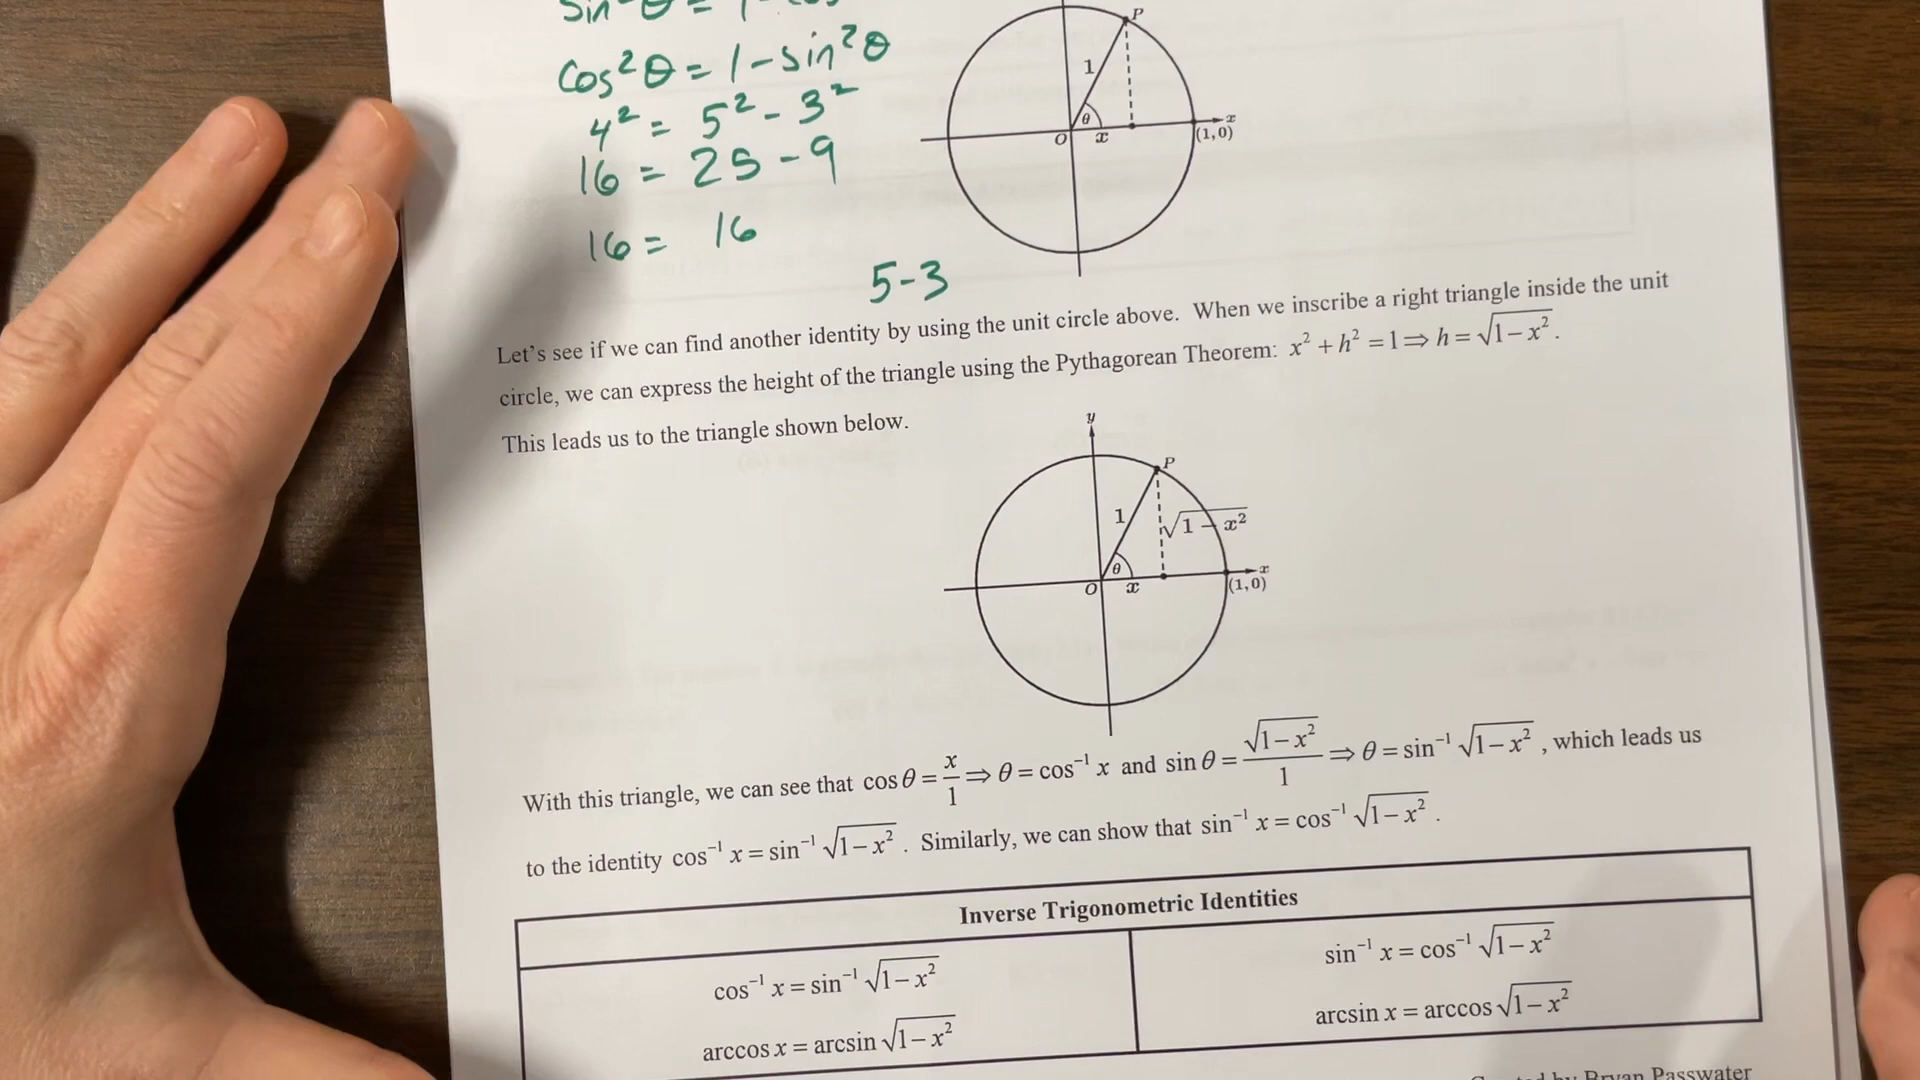 cos²θ = 1 - sin²θ
4² = 5² - 3²
16 = 25 - 9
16 = 16
5-3
P
1
θ
O
x
x
(1,0)
Let's see if we can find another identity by using the unit circle above. When we inscribe a right triangle inside the unit
circle, we can express the height of the triangle using the Pythagorean Theorem: x² + h² = 1 ⇒ h = √(1 – x²).
This leads us to the triangle shown below.
y
P
1
√(1 – x²)
θ
O
x
x
(1,0)
With this triangle, we can see that cos θ = x/1 ⇒ θ = cos⁻¹ x and sin θ = √(1 – x²)/1 ⇒ θ = sin⁻¹ √(1 – x²), which leads us
to the identity cos⁻¹ x = sin⁻¹ √(1 – x²). Similarly, we can show that sin⁻¹ x = cos⁻¹ √(1 – x²).
Inverse Trigonometric Identities
cos⁻¹ x = sin⁻¹ √(1 – x²)
arccos x = arcsin √(1 – x²)
sin⁻¹ x = cos⁻¹ √(1 – x²)
arcsin x = arccos √(1 – x²)
by Bryan Passwater